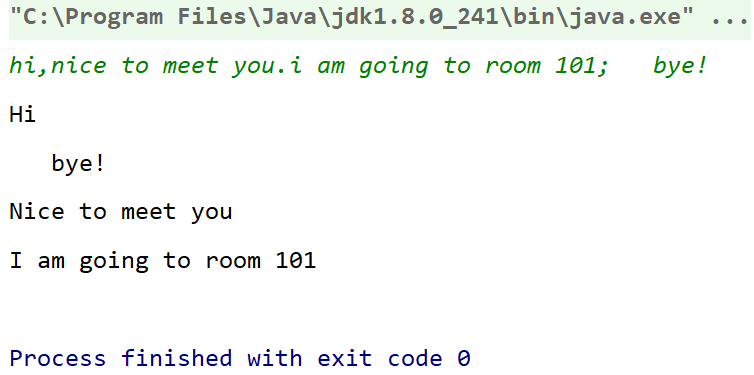 "C:\Program Files\Java\jdk1.8.0_241\bin\java.exe" ...
hi,nice to meet you.i am going to room 101;   bye!
Hi
   bye!
Nice to meet you
I am going to room 101
Process finished with exit code 0